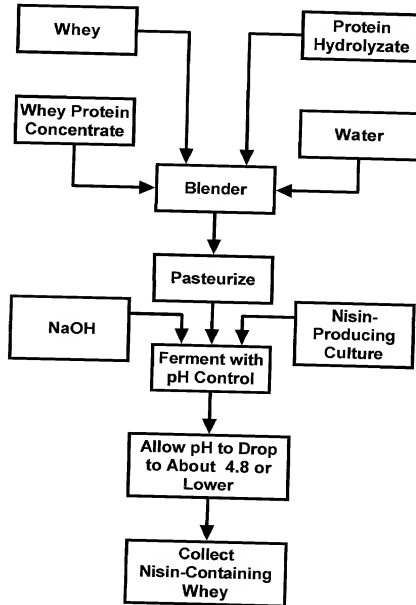 Whey
Protein
Hydrolyzate
Whey Protein
Concentrate
Water
Blender
Pasteurize
NaOH
Nisin-
Producing
Culture
Ferment with
pH Control
Allow pH to Drop
to About 4.8 or
Lower
Collect
Nisin-Containing
Whey